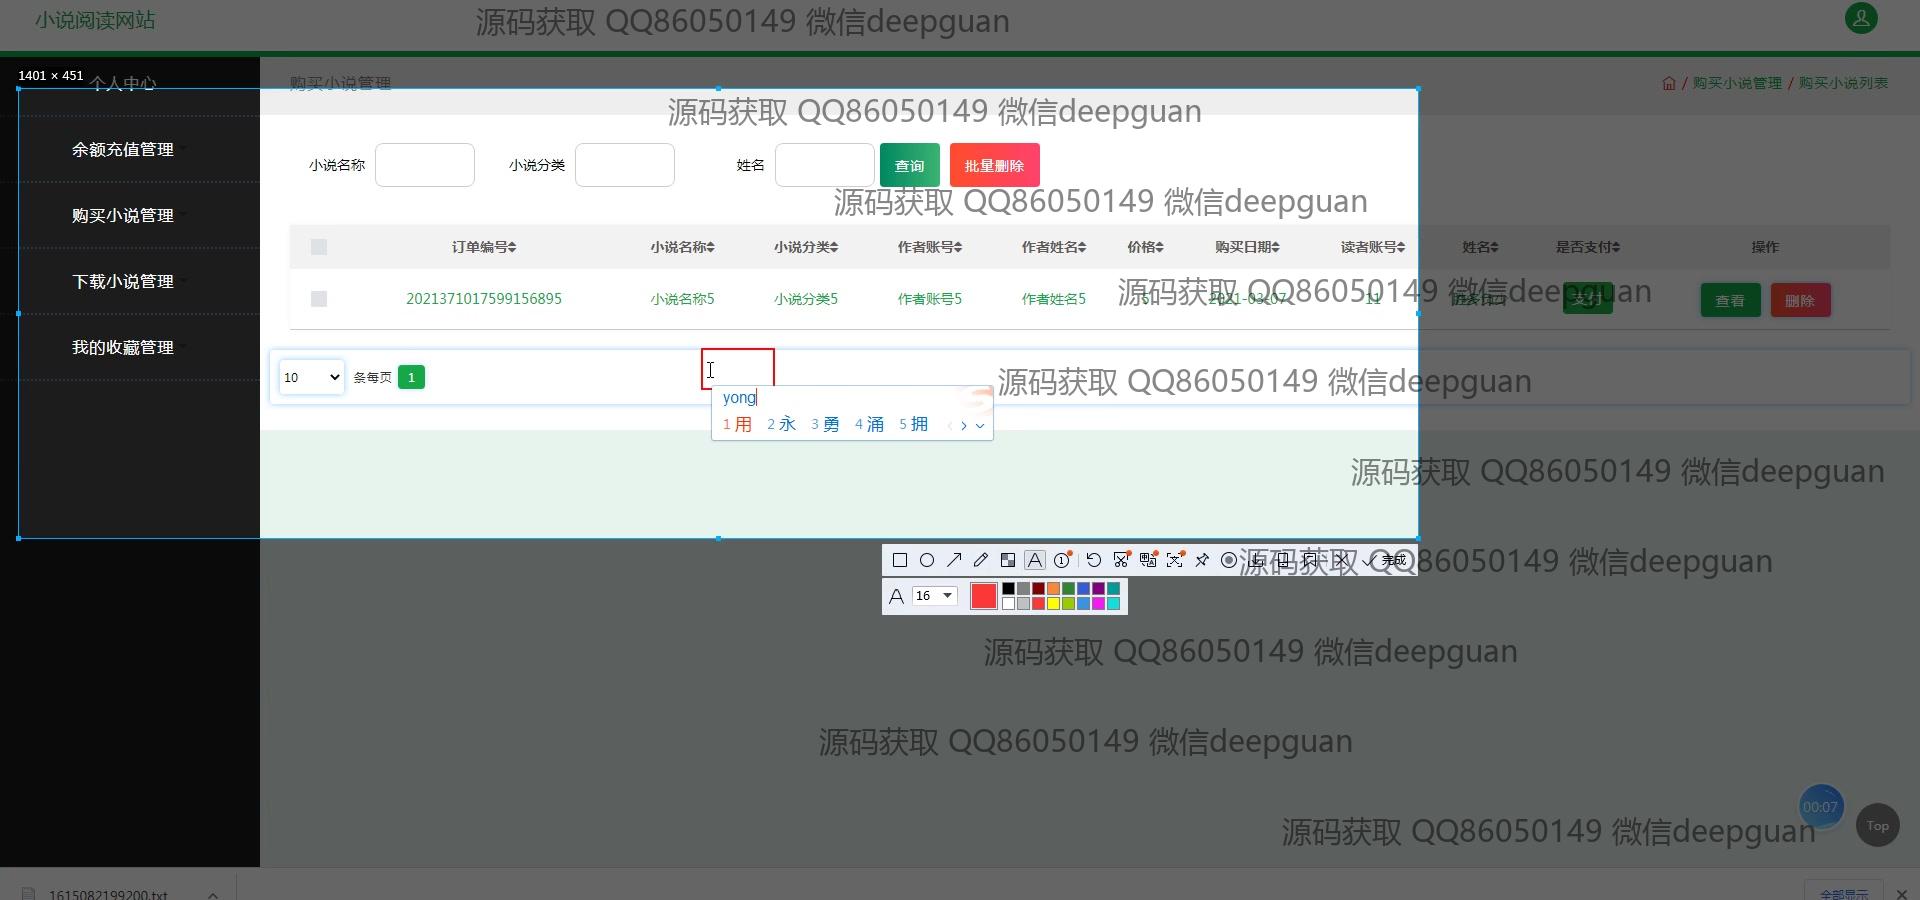 小说阅读网站
源码获取 QQ86050149 微信deepguan
1401 × 451
个人中心
购买小说管理
/ 购买小说管理 / 购买小说列表
源码获取 QQ86050149 微信deepguan
余额充值管理
小说名称
小说分类
姓名
查询
批量删除
源码获取 QQ86050149 微信deepguan
购买小说管理
订单编号 小说名称 小说分类 作者账号 作者姓名 价格 购买日期 读者账号 姓名 是否支付 操作
下载小说管理
2021371017599156895 小说名称5 小说分类5 作者账号5 作者姓名5 2021-03-07 11 支付 查看 删除
源码获取 QQ86050149 微信deepguan
我的收藏管理
10 条每页 1
源码获取 QQ86050149 微信deepguan
yong
1 用 2 永 3 勇 4 涌 5 拥
源码获取 QQ86050149 微信deepguan
完成
源码获取 QQ86050149 微信deepguan
A 16
源码获取 QQ86050149 微信deepguan
源码获取 QQ86050149 微信deepguan
00:07
Top
源码获取 QQ86050149 微信deepguan
1615082199200.txt
全部显示